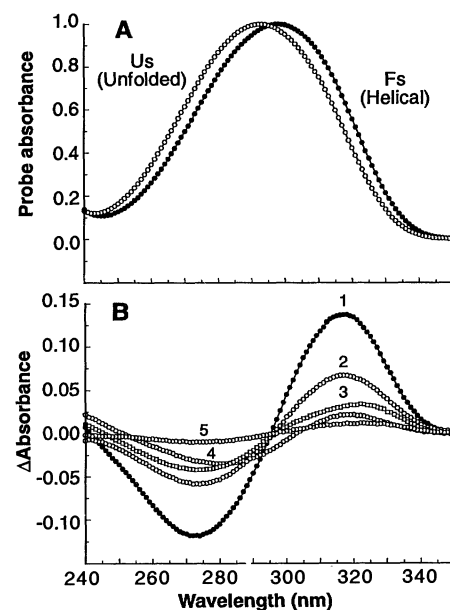 A
1.0
0.8
0.6
0.4
0.2
0.0
Probe absorbance
Us
(Unfolded)
Fs
(Helical)
B
0.15
0.10
0.05
0.00
-0.05
-0.10
ΔAbsorbance
1
2
3
5
4
240 260 280 300 320 340
Wavelength (nm)